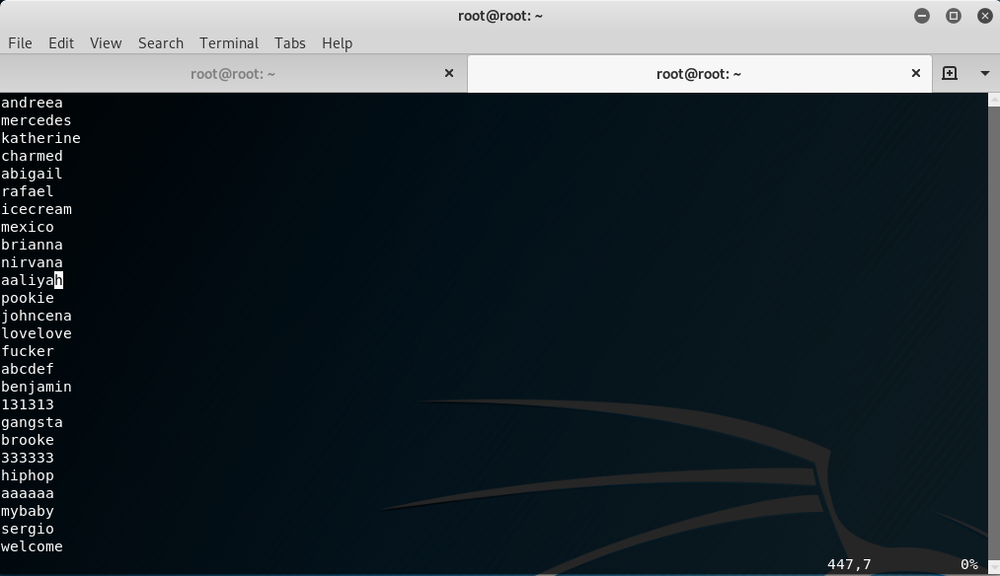 root@root: ~
File Edit View Search Terminal Tabs Help
root@root: ~ root@root: ~
andreea
mercedes
katherine
charmed
abigail
rafael
icecream
mexico
brianna
nirvana
aaliyah
pookie
johncena
lovelove
fucker
abcdef
benjamin
131313
gangsta
brooke
333333
hiphop
aaaaaa
mybaby
sergio
welcome
447,7 0%